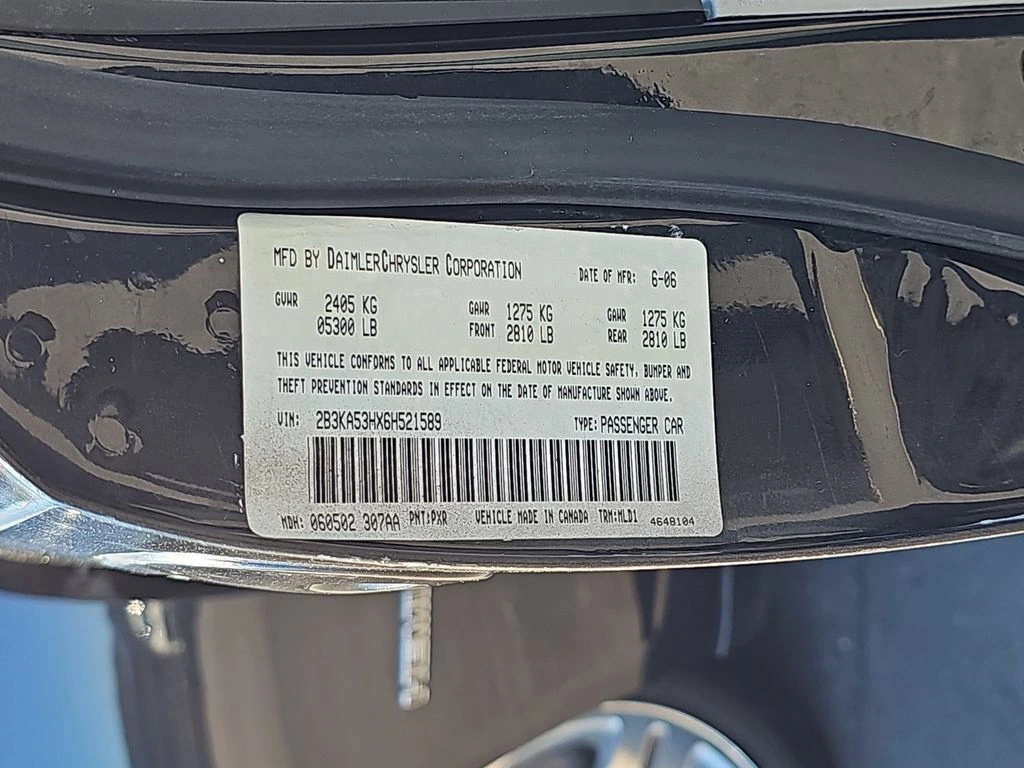 MFD BY DAIMLERCHRYSLER CORPORATION DATE OF MFR: 6-06
GVWR 2405 KG GAWR 1275 KG GAWR 1275 KG
05300 LB FRONT 2810 LB REAR 2810 LB
THIS VEHICLE CONFORMS TO ALL APPLICABLE FEDERAL MOTOR VEHICLE SAFETY, BUMPER AND
THEFT PREVENTION STANDARDS IN EFFECT ON THE DATE OF MANUFACTURE SHOWN ABOVE.
VIN: 2B3KA53HX6H521589 TYPE: PASSENGER CAR
MDH: 060502 307AA PNT:PXR VEHICLE MADE IN CANADA TRM:MLD1 4648104